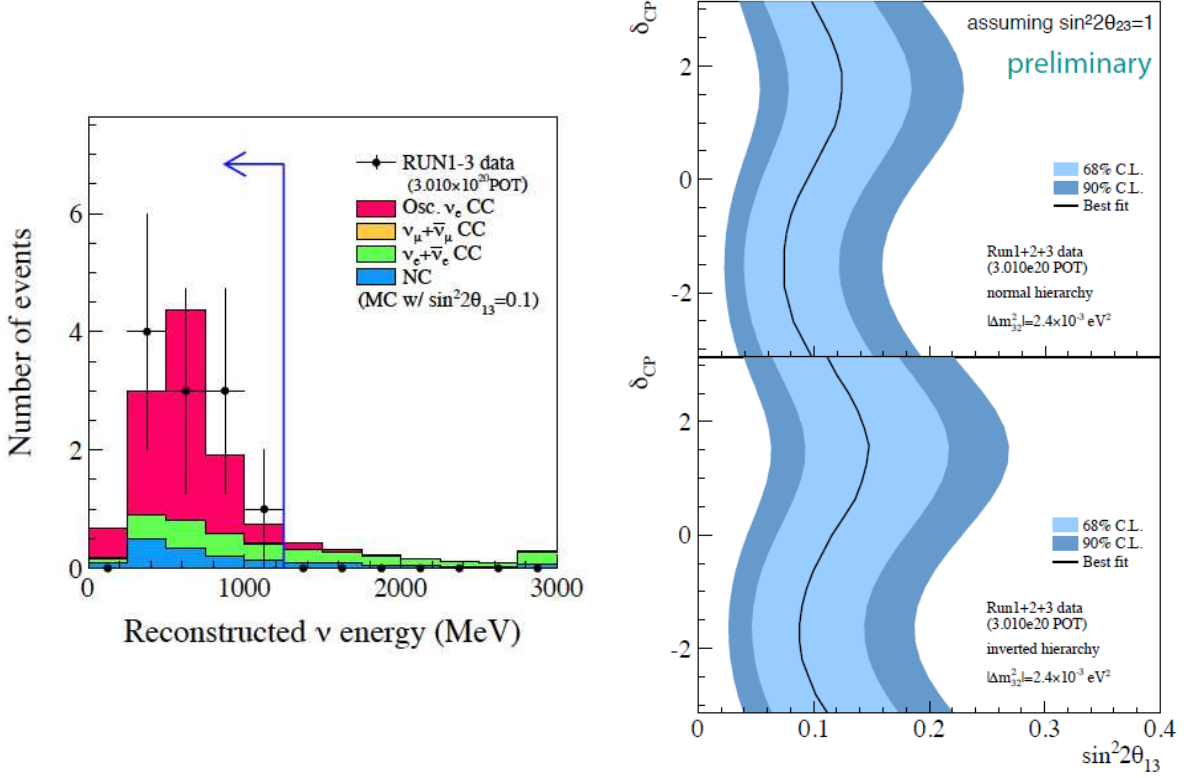 Number of events
6
4
2
0
0
1000
2000
3000
Reconstructed ν energy (MeV)
RUN1-3 data
(3.010×10²⁰POT)
Osc. νₑ CC
ν_μ+ν̅_μ CC
νₑ+ν̅ₑ CC
NC
(MC w/ sin²2θ₁₃=0.1)
δ_CP
2
0
-2
assuming sin²2θ₂₃=1
preliminary
68% C.L.
90% C.L.
Best fit
Run1+2+3 data
(3.010e20 POT)
normal hierarchy
|Δm²₃₂|=2.4×10⁻³ eV²
δ_CP
2
0
-2
68% C.L.
90% C.L.
Best fit
Run1+2+3 data
(3.010e20 POT)
inverted hierarchy
|Δm²₃₂|=2.4×10⁻³ eV²
0
0.1
0.2
0.3
0.4
sin²2θ₁₃